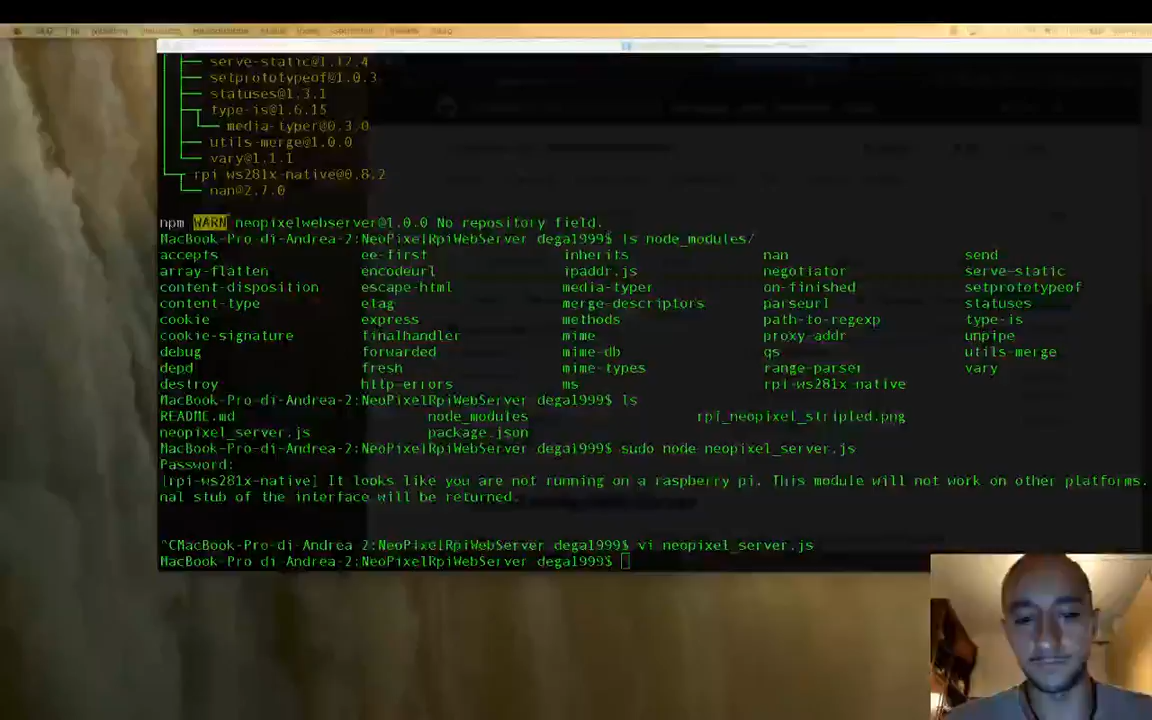 serve-static@1.12.4
setprototypeof@1.0.3
statuses@1.3.1
type-is@1.6.15
media-typer@0.3.0
utils-merge@1.0.0
vary@1.1.1
rpi-ws281x-native@0.8.2
nan@2.7.0
npm WARN neopixelwebserver@1.0.0 No repository field.
MacBook-Pro-di-Andrea-2:NeoPixelRpiWebServer dega1999$ ls node_modules/
accepts ee-first inherits nan send
array-flatten encodeurl ipaddr.js negotiator serve-static
content-disposition escape-html media-typer on-finished setprototypeof
content-type etag merge-descriptors parseurl statuses
cookie express methods path-to-regexp type-is
cookie-signature finalhandler mime proxy-addr unpipe
debug forwarded mime-db qs utils-merge
depd fresh mime-types range-parser vary
destroy http-errors ms rpi-ws281x-native
MacBook-Pro-di-Andrea-2:NeoPixelRpiWebServer dega1999$ ls
README.md node_modules rpi_neopixel_stripled.png
neopixel_server.js package.json
MacBook-Pro-di-Andrea-2:NeoPixelRpiWebServer dega1999$ sudo node neopixel_server.js
Password:
[rpi-ws281x-native] It looks like you are not running on a raspberry pi. This module will not work on other platforms.
nal stub of the interface will be returned.
^CMacBook-Pro-di-Andrea-2:NeoPixelRpiWebServer dega1999$ vi neopixel_server.js
MacBook-Pro-di-Andrea-2:NeoPixelRpiWebServer dega1999$